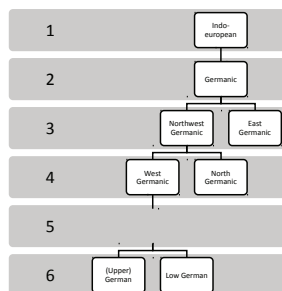 1
Indo-
european
2
Germanic
3
Northwest
Germanic
East
Germanic
4
West
Germanic
North
Germanic
5
6
(Upper)
German
Low German